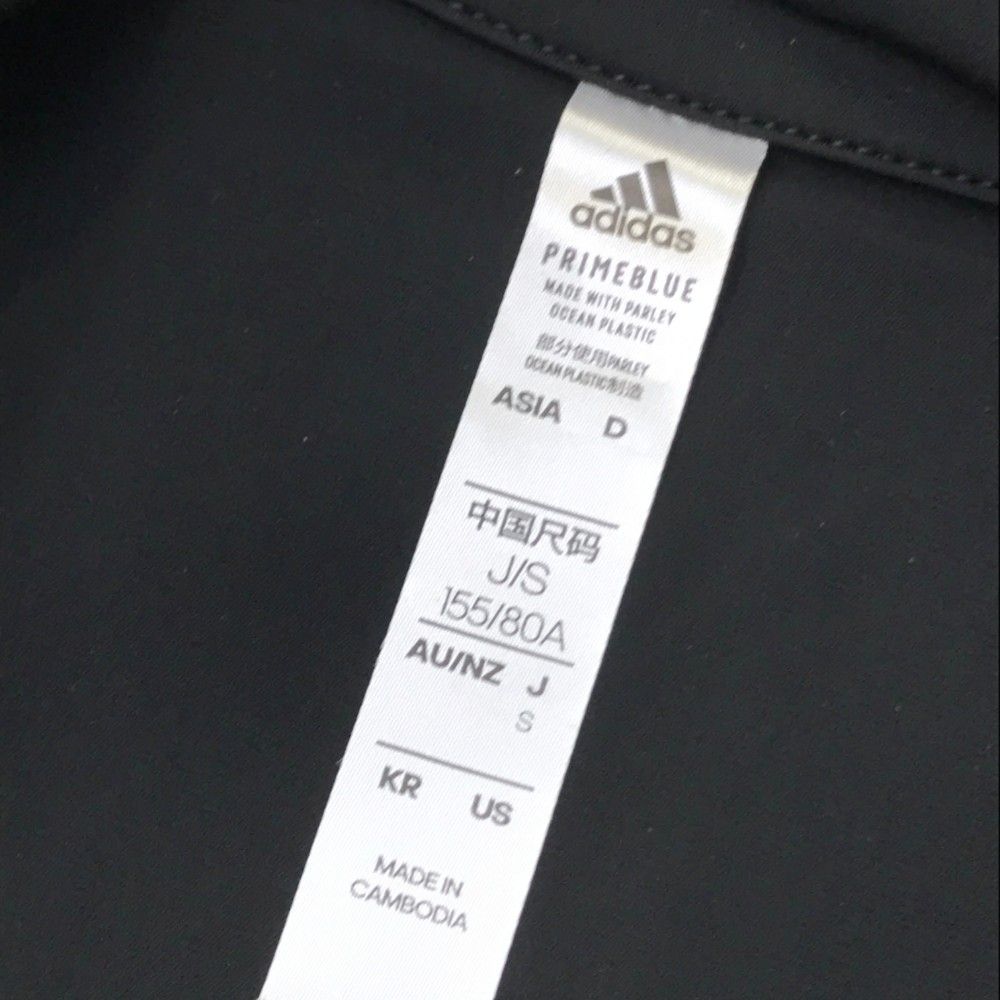 adidas
PRIMEBLUE
MADE WITH PARLEY
OCEAN PLASTIC
部分使用PARLEY
OCEAN PLASTIC制造
ASIA D
中国尺码
J/S
155/80A
AU/NZ J
S
KR US
MADE IN
CAMBODIA